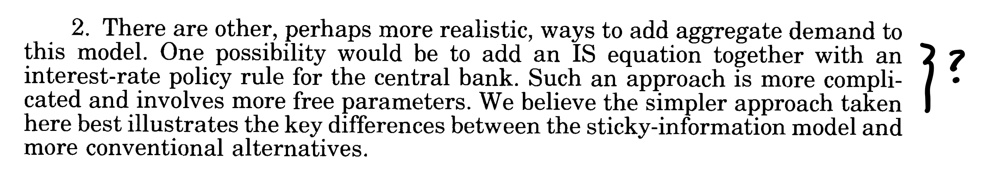 2. There are other, perhaps more realistic, ways to add aggregate demand to
this model. One possibility would be to add an IS equation together with an
interest-rate policy rule for the central bank. Such an approach is more compli-
cated and involves more free parameters. We believe the simpler approach taken
here best illustrates the key differences between the sticky-information model and
more conventional alternatives.
}?